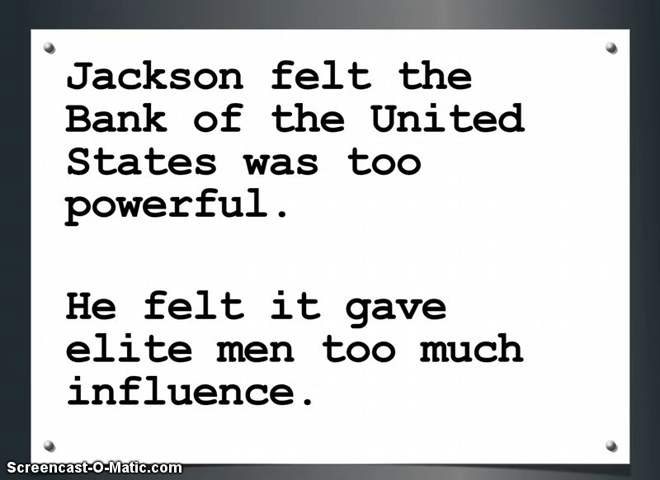 Jackson felt the
Bank of the United
States was too
powerful.
He felt it gave
elite men too much
influence.
Screencast-O-Matic.com